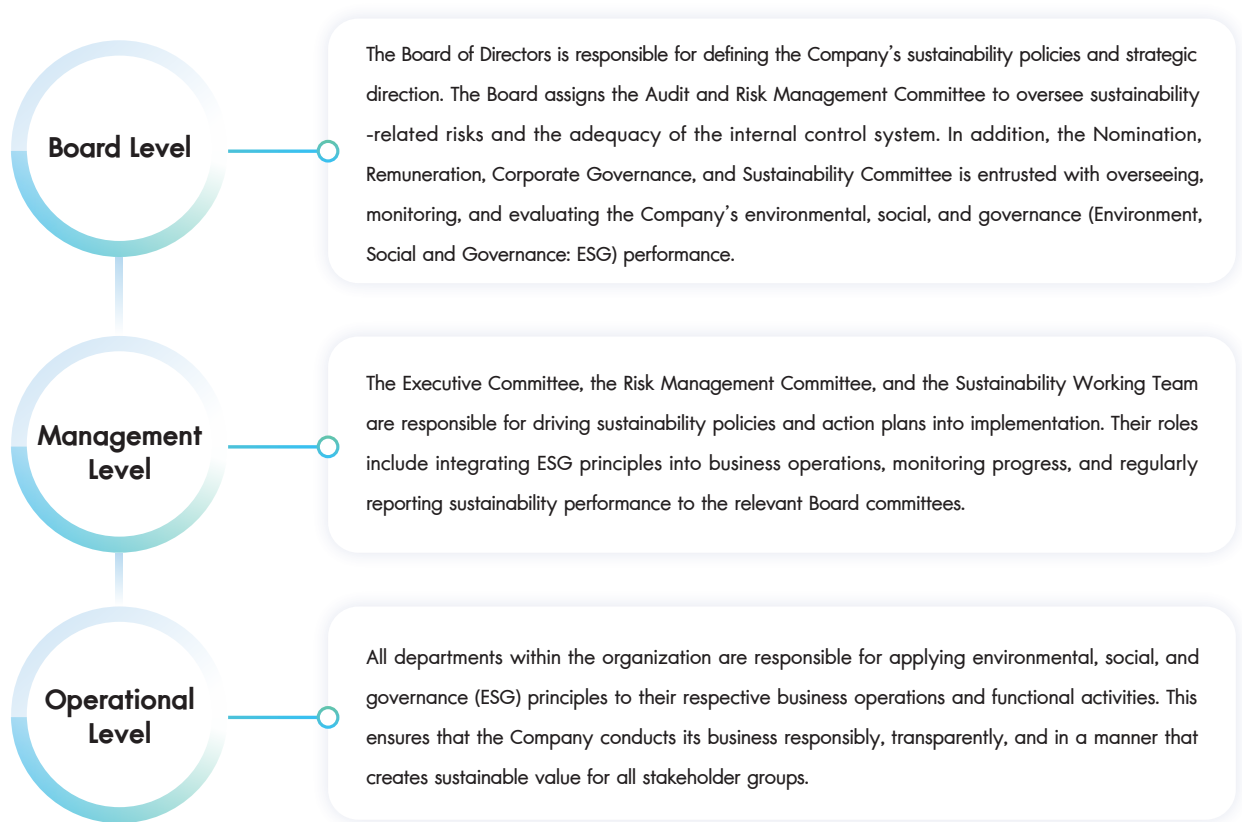 Board Level
The Board of Directors is responsible for defining the Company's sustainability policies and strategic
direction. The Board assigns the Audit and Risk Management Committee to oversee sustainability
-related risks and the adequacy of the internal control system. In addition, the Nomination,
Remuneration, Corporate Governance, and Sustainability Committee is entrusted with overseeing,
monitoring, and evaluating the Company's environmental, social, and governance (Environment,
Social and Governance: ESG) performance.
Management
Level
The Executive Committee, the Risk Management Committee, and the Sustainability Working Team
are responsible for driving sustainability policies and action plans into implementation. Their roles
include integrating ESG principles into business operations, monitoring progress, and regularly
reporting sustainability performance to the relevant Board committees.
Operational
Level
All departments within the organization are responsible for applying environmental, social, and
governance (ESG) principles to their respective business operations and functional activities. This
ensures that the Company conducts its business responsibly, transparently, and in a manner that
creates sustainable value for all stakeholder groups.